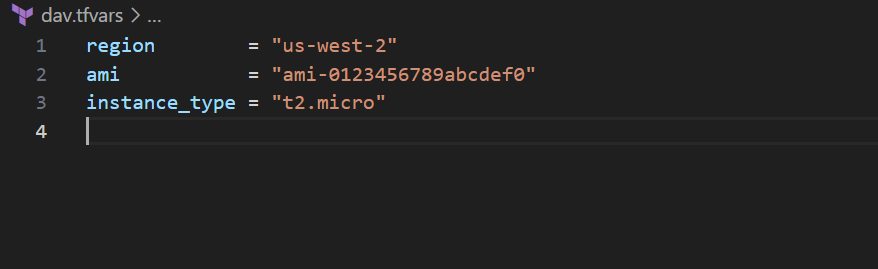 dav.tfvars > ...
1 region = "us-west-2"
2 ami = "ami-0123456789abcdef0"
3 instance_type = "t2.micro"
4